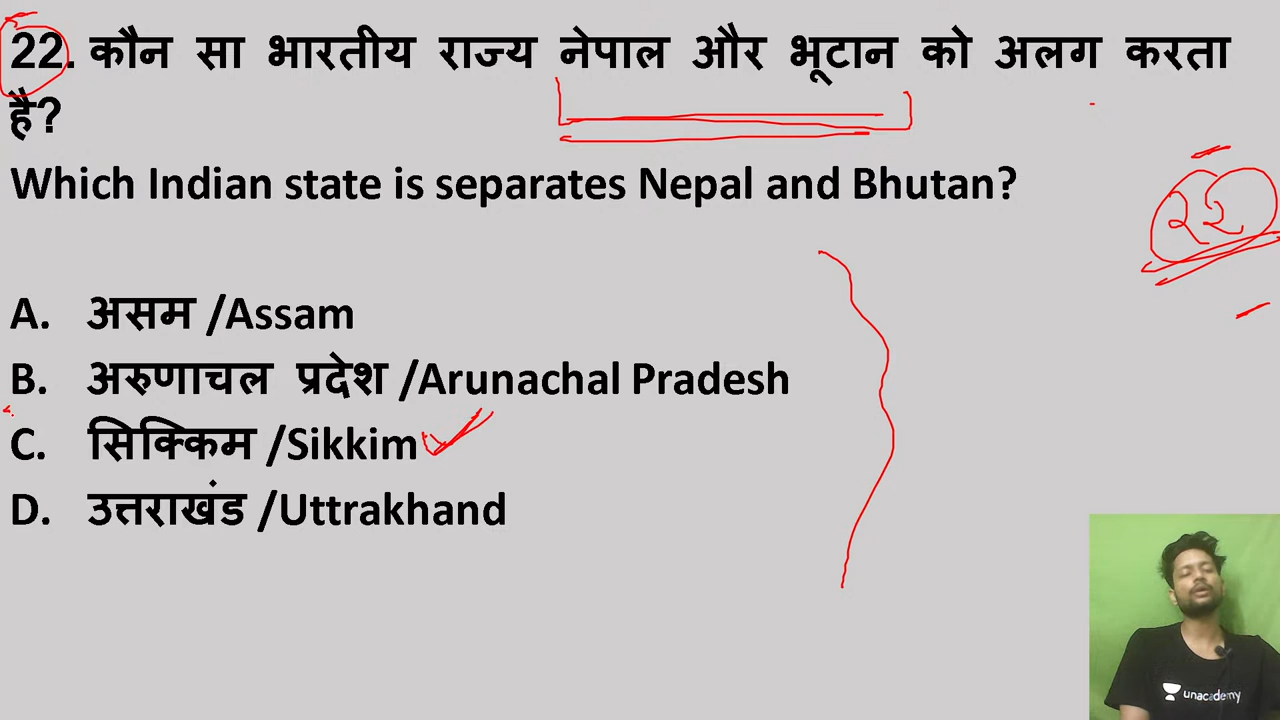 22. कौन सा भारतीय राज्य नेपाल और भूटान को अलग करता
है?
Which Indian state is separates Nepal and Bhutan?
A. असम /Assam
B. अरुणाचल प्रदेश /Arunachal Pradesh
C. सिक्किम /Sikkim
D. उत्तराखंड /Uttrakhand
unacademy